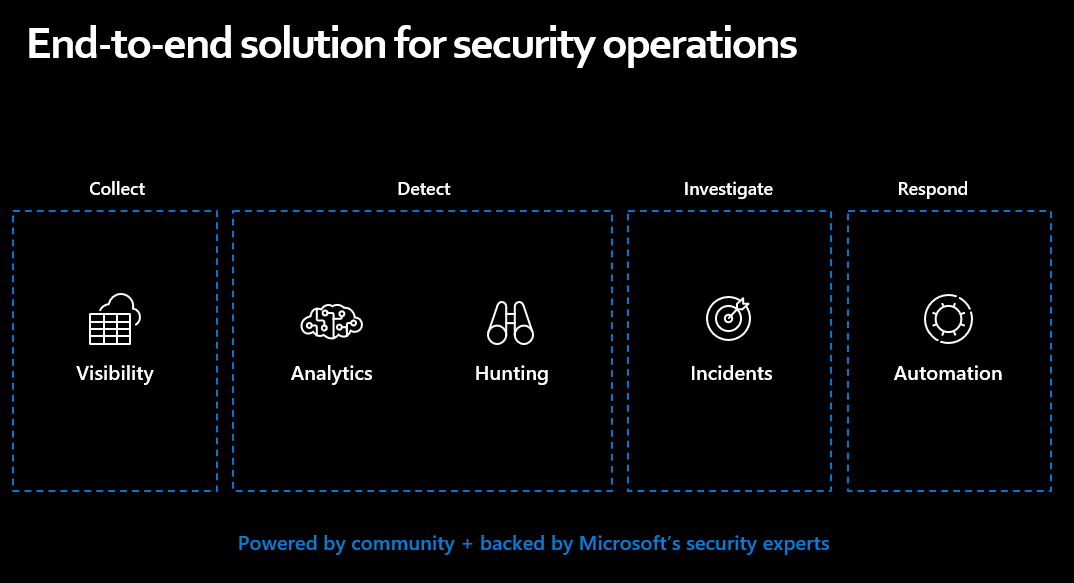 End-to-end solution for security operations
Collect
Detect
Investigate
Respond
Visibility
Analytics
Hunting
Incidents
Automation
Powered by community + backed by Microsoft's security experts